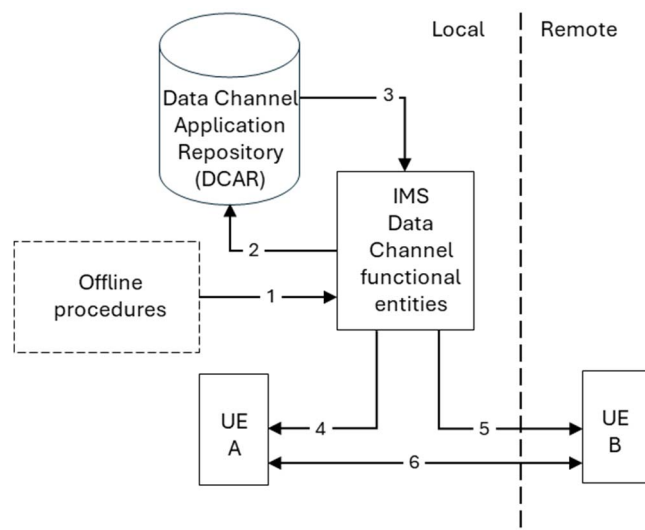 Local
Remote
Data Channel
Application
Repository
(DCAR)
3
IMS
Data
Channel
functional
entities
2
Offline
procedures
1
UE
A
4
5
UE
B
6